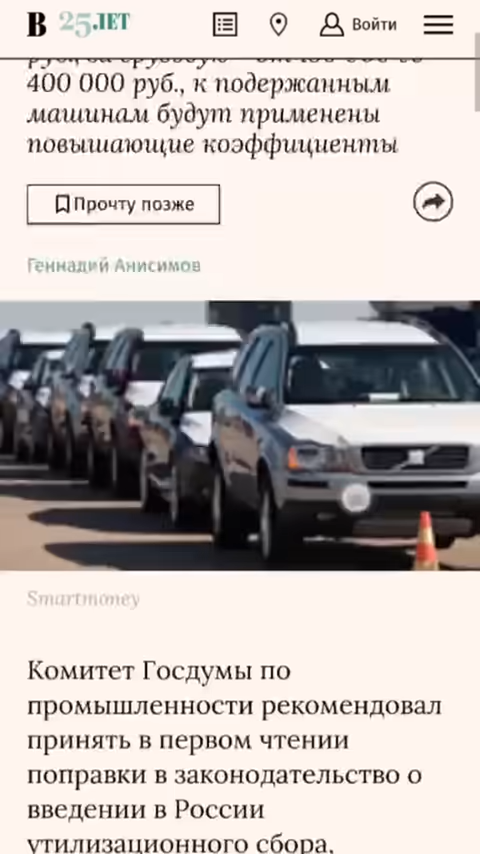 В 25 ЛЕТ
Войти
400 000 руб., к подержанным
машинам будут применены
повышающие коэффициенты
Прочту позже
Геннадий Анисимов
Smartmoney
Комитет Госдумы по
промышленности рекомендовал
принять в первом чтении
поправки в законодательство о
введении в России
утилизационного сбора,